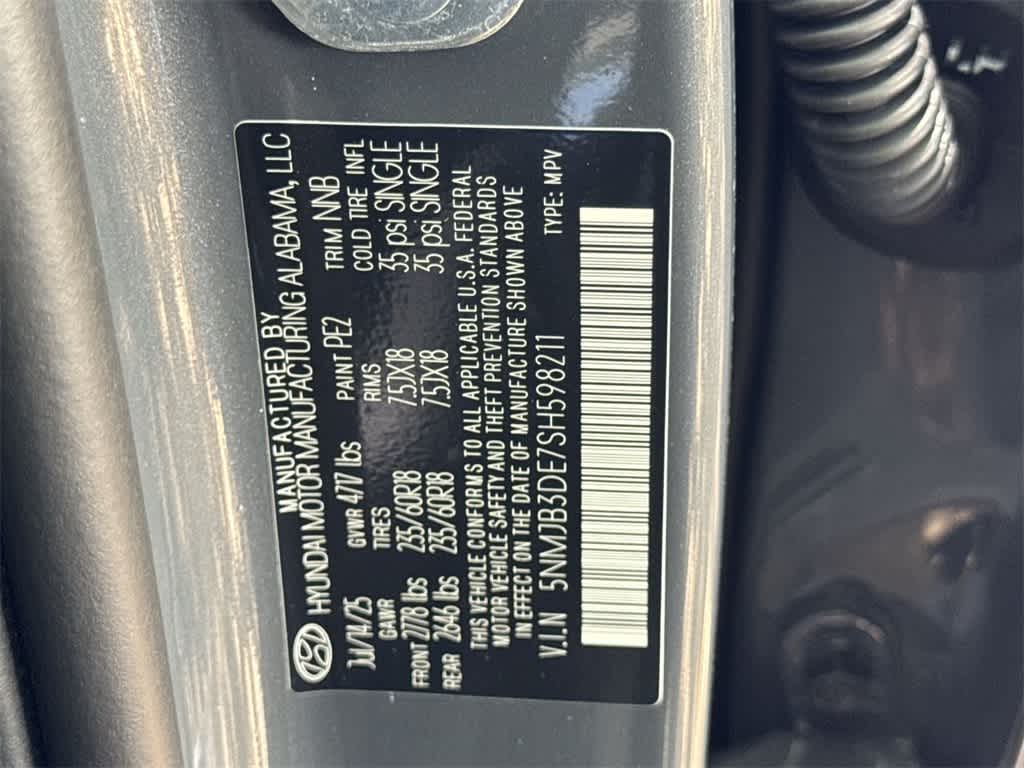 MANUFACTURED BY
HYUNDAI MOTOR MANUFACTURING ALABAMA, LLC
JUL/14/25 GVWR 4717 lbs PAINT PE2 TRIM NNB
GAWR TIRES RIMS COLD TIRE INFL
FRONT 2778 lbs 235/60R18 7.5JX18 35 psi SINGLE
REAR 2646 lbs 235/60R18 7.5JX18 35 psi SINGLE
THIS VEHICLE CONFORMS TO ALL APPLICABLE U.S.A. FEDERAL
MOTOR VEHICLE SAFETY AND THEFT PREVENTION STANDARDS
IN EFFECT ON THE DATE OF MANUFACTURE SHOWN ABOVE
V.I.N 5NMJB3DE7SH598211 TYPE: MPV